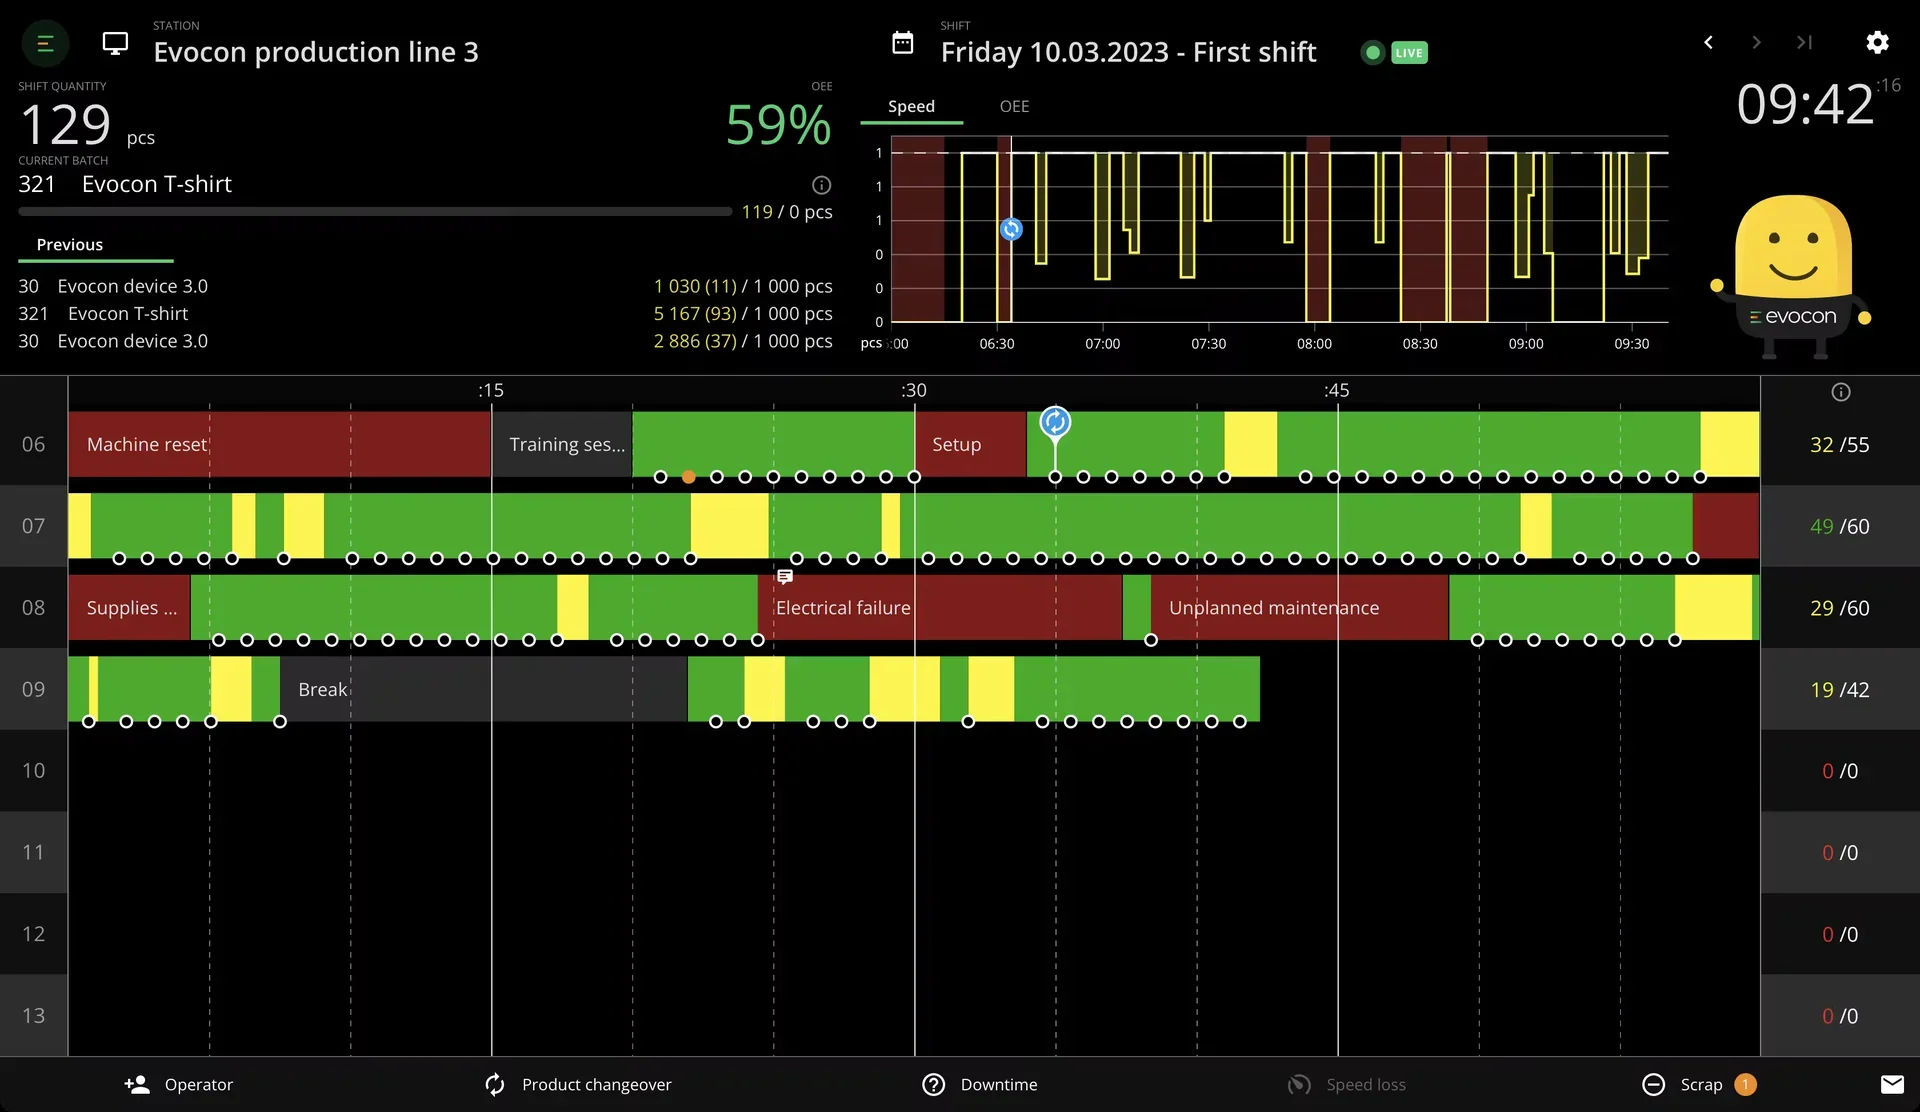 STATION
Evocon production line 3
SHIFT
Friday 10.03.2023 - First shift
LIVE
SHIFT QUANTITY
129 pcs
OEE
59%
09:42 :16
CURRENT BATCH
321 Evocon T-shirt
119 / 0 pcs
Previous
30 Evocon device 3.0 1 030 (11) / 1 000 pcs
321 Evocon T-shirt 5 167 (93) / 1 000 pcs
30 Evocon device 3.0 2 886 (37) / 1 000 pcs
Speed OEE
1
1
1
0
0
0
pcs :00 06:30 07:00 07:30 08:00 08:30 09:00 09:30
evocon
:15 :30 :45
06 Machine reset Training ses... Setup 32 /55
07 49 /60
08 Supplies ... Electrical failure Unplanned maintenance 29 /60
09 Break 19 /42
10 0 /0
11 0 /0
12 0 /0
13 0 /0
Operator Product changeover Downtime Speed loss Scrap 1